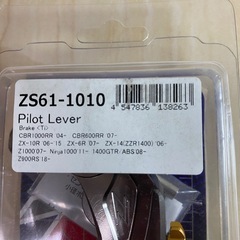 ZS61-1010
4 547836 138263
Pilot Lever
Brake <T>
CBR1000RR '04- CBR600RR '07-
ZX-10R '06-15 ZX-6R '07- ZX-14(ZZR1400) '06-
Z1000'07- Ninja1000'11- 1400GTR-ABS'08-
Z900RS'18-